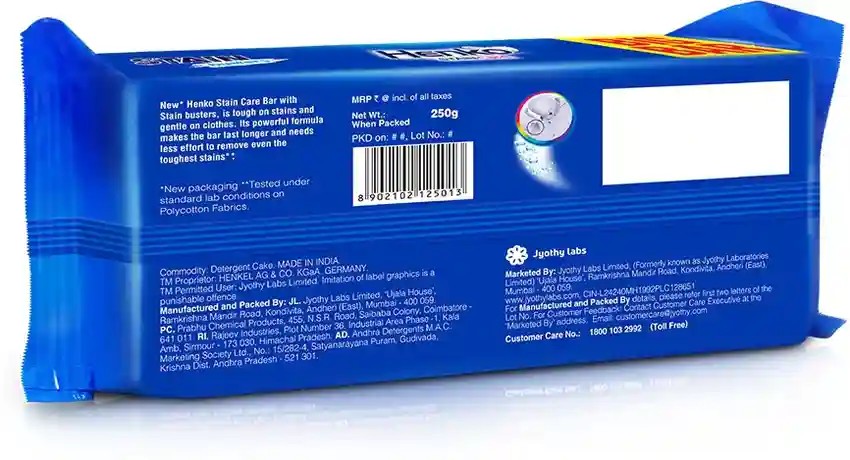 Henko
STAIN
New* Henko Stain Care Bar with
Stain busters, is tough on stains and
gentle on clothes. Its powerful formula
makes the bar last longer and needs
less effort to remove even the
toughest stains**.
*New packaging **Tested under
standard lab conditions on
Polycotton Fabrics.
MRP ₹ @ incl. of all taxes
Net Wt.: 250g
When Packed
PKD on: # #, Lot No.: #
8 902102 125013
Commodity: Detergent Cake. MADE IN INDIA.
TM Proprietor: HENKEL AG & CO. KGaA. GERMANY.
TM Permitted User: Jyothy Labs Limited. Imitation of label graphics is a
punishable offence
Manufactured and Packed By: JL. Jyothy Labs Limited, 'Ujala House',
Ramkrishna Mandir Road, Kondivita, Andheri (East), Mumbai - 400 059.
PC. Prabhu Chemical Products, 455, N.S.R. Road, Saibaba Colony, Coimbatore -
641 011. RI. Rajeev Industries, Plot Number 36, Industrial Area Phase -1, Kala
Amb, Sirmour - 173 030, Himachal Pradesh. AD. Andhra Detergents M.A.C.
Marketing Society Ltd., No.: 15/282-4, Satyanarayana Puram, Gudivada,
Krishna Dist. Andhra Pradesh - 521 301.
Jyothy labs
Marketed By: Jyothy Labs Limited, (Formerly known as Jyothy Laboratories
Limited) 'Ujala House', Ramkrishna Mandir Road, Kondivita, Andheri (East),
Mumbai - 400 059
www.jyothylabs.com, CIN-L24240MH1992PLC128651
For Manufactured and Packed By details, please refer first two letters of the
Lot No. For Customer Feedback: Contact Customer Care Executive at the
'Marketed By' address. Email: customercare@jyothy.com
Customer Care No.: 1800 103 2992 (Toll Free)